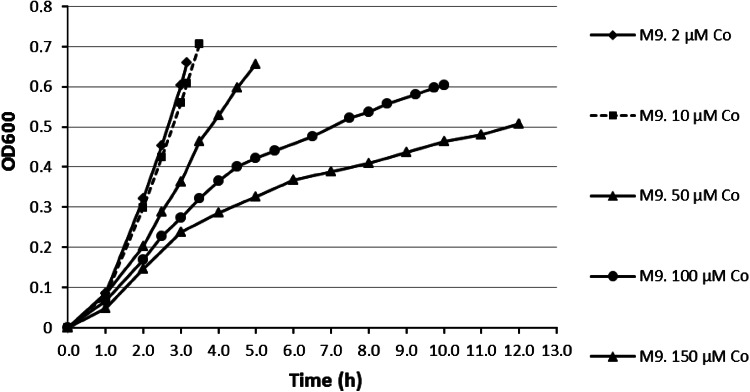 0.8
0.7
0.6
0.5
0.4
0.3
0.2
0.1
0
OD600
0.0 1.0 2.0 3.0 4.0 5.0 6.0 7.0 8.0 9.0 10.0 11.0 12.0 13.0
Time (h)
M9. 2 µM Co
M9. 10 µM Co
M9. 50 µM Co
M9. 100 µM Co
M9. 150 µM Co